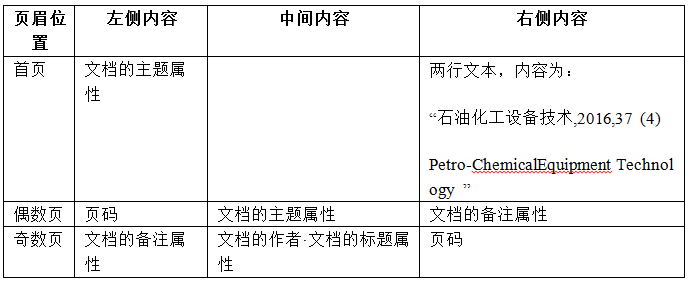 页眉位置 左侧内容 中间内容 右侧内容
首页 文档的主题属性 两行文本，内容为：
“石油化工设备技术,2016,37 (4)
Petro-ChemicalEquipment Technology ”
偶数页 页码 文档的主题属性 文档的备注属性
奇数页 文档的备注属性 文档的作者·文档的标题属性 页码